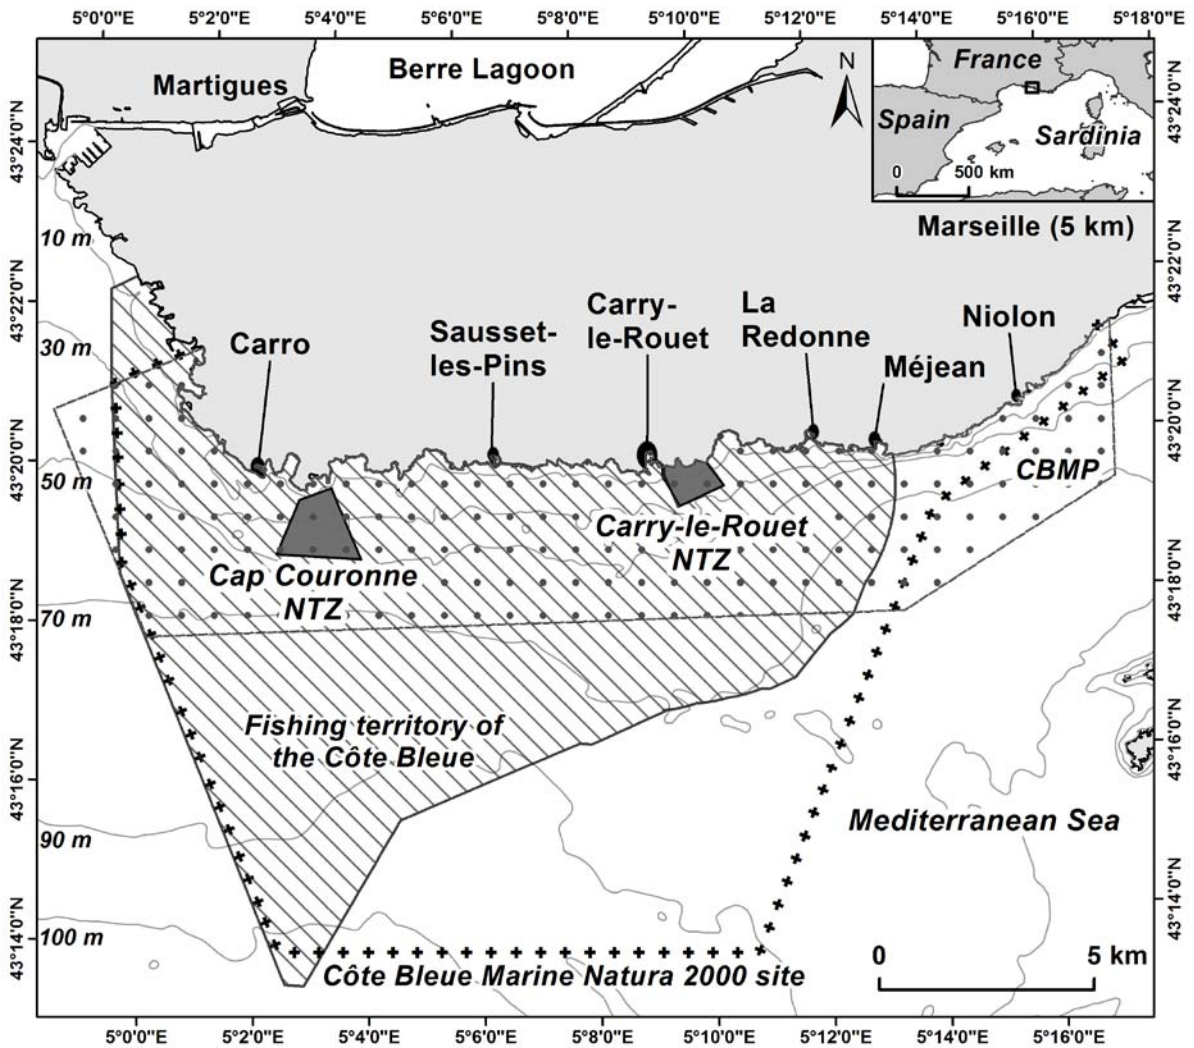 5°0'0"E 5°2'0"E 5°4'0"E 5°6'0"E 5°8'0"E 5°10'0"E 5°12'0"E 5°14'0"E 5°16'0"E 5°18'0"E
Martigues
Berre Lagoon
N
France
Spain
Sardinia
0 500 km
Marseille (5 km)
43°24'0"N
43°22'0"N
43°20'0"N
43°18'0"N
43°16'0"N
43°14'0"N
10 m
30 m
50 m
70 m
90 m
100 m
Carro
Sausset-
les-Pins
Carry-
le-Rouet
La
Redonne
Méjean
Niolon
CBMP
Cap Couronne
NTZ
Carry-le-Rouet
NTZ
Fishing territory of
the Côte Bleue
Mediterranean Sea
Côte Bleue Marine Natura 2000 site
0 5 km
43°24'0"N
43°22'0"N
43°20'0"N
43°18'0"N
43°16'0"N
43°14'0"N
5°0'0"E 5°2'0"E 5°4'0"E 5°6'0"E 5°8'0"E 5°10'0"E 5°12'0"E 5°14'0"E 5°16'0"E